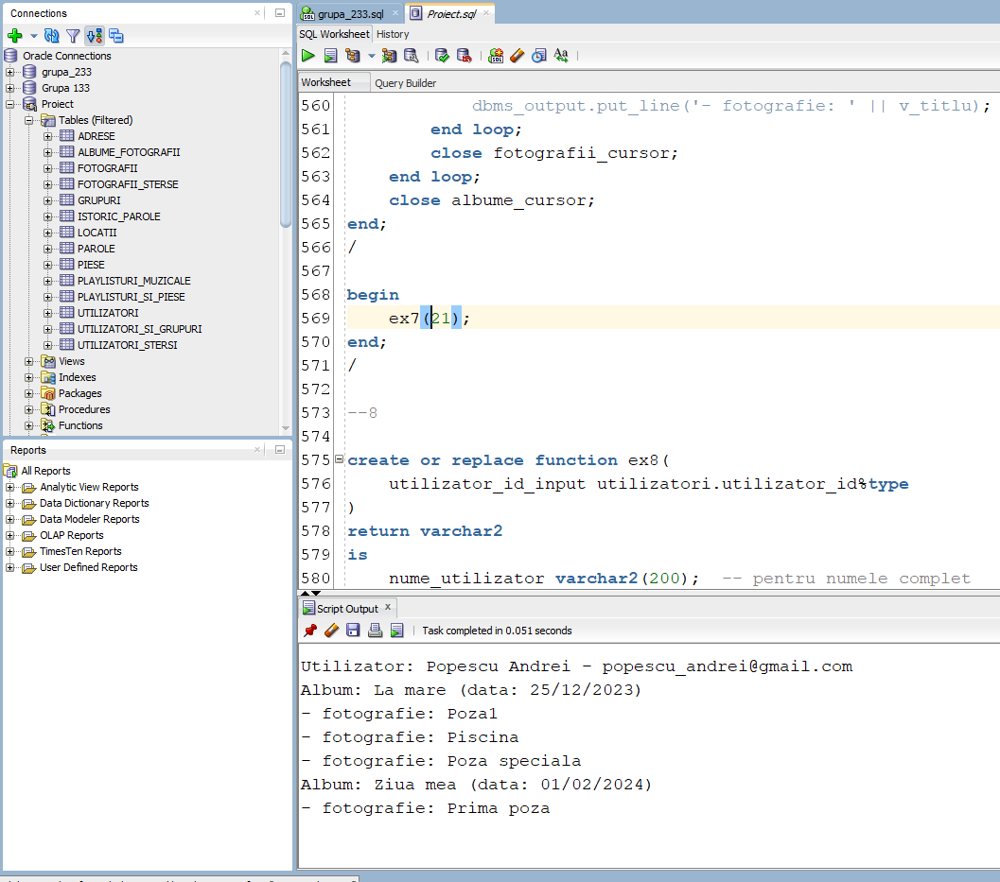 Connections
Oracle Connections
grupa_233
Grupa 133
Proiect
Tables (Filtered)
ADRESE
ALBUME_FOTOGRAFII
FOTOGRAFII
FOTOGRAFII_STERSE
GRUPURI
ISTORIC_PAROLE
LOCATII
PAROLE
PIESE
PLAYLISTURI_MUZICALE
PLAYLISTURI_SI_PIESE
UTILIZATORI
UTILIZATORI_SI_GRUPURI
UTILIZATORI_STERSI
Views
Indexes
Packages
Procedures
Functions
Reports
All Reports
Analytic View Reports
Data Dictionary Reports
Data Modeler Reports
OLAP Reports
TimesTen Reports
User Defined Reports
grupa_233.sql
Proiect.sql
SQL Worksheet History
Worksheet Query Builder
560 dbms_output.put_line('- fotografie: ' || v_titlu);
561 end loop;
562 close fotografii_cursor;
563 end loop;
564 close albume_cursor;
565 end;
566 /
567
568 begin
569 ex7(21);
570 end;
571 /
572
573 --8
574
575 create or replace function ex8(
576 utilizator_id_input utilizatori.utilizator_id%type
577 )
578 return varchar2
579 is
580 nume_utilizator varchar2(200); -- pentru numele complet
Script Output
Task completed in 0.051 seconds
Utilizator: Popescu Andrei - popescu_andrei@gmail.com
Album: La mare (data: 25/12/2023)
- fotografie: Poza1
- fotografie: Piscina
- fotografie: Poza speciala
Album: Ziua mea (data: 01/02/2024)
- fotografie: Prima poza